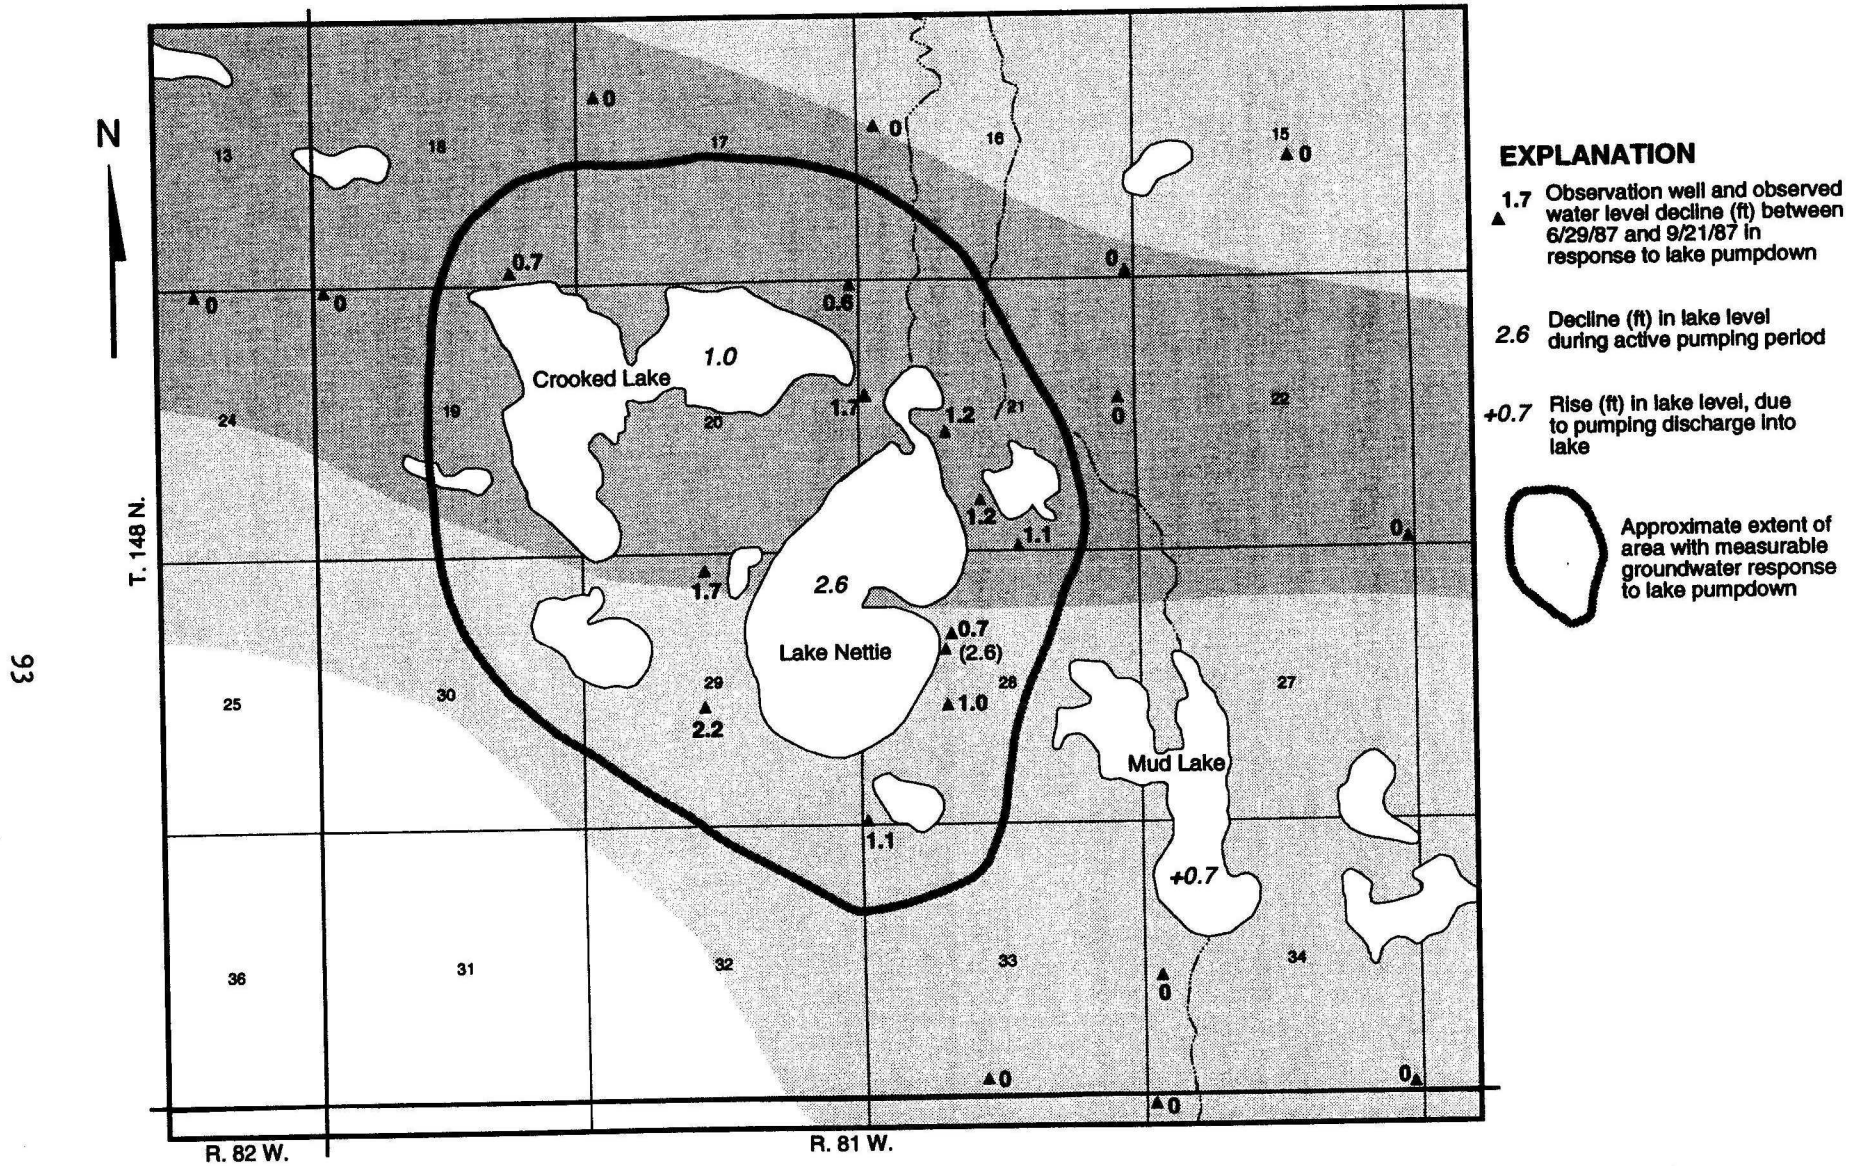 N
13
18
17
16
15
0
0
0
0.7
0
0
0.6
0
1.0
Crooked Lake
24
19
20
1.7
1.2
21
0
22
1.2
1.1
0
1.7
2.6
Lake Nettie
0.7
(2.6)
25
30
29
28
27
2.2
1.0
Mud Lake
1.1
+0.7
36
31
32
33
34
0
0
0
0
T. 148 N.
R. 82 W.
R. 81 W.
93
EXPLANATION
1.7
Observation well and observed
water level decline (ft) between
6/29/87 and 9/21/87 in
response to lake pumpdown
2.6
Decline (ft) in lake level
during active pumping period
+0.7
Rise (ft) in lake level, due
to pumping discharge into
lake
Approximate extent of
area with measurable
groundwater response
to lake pumpdown